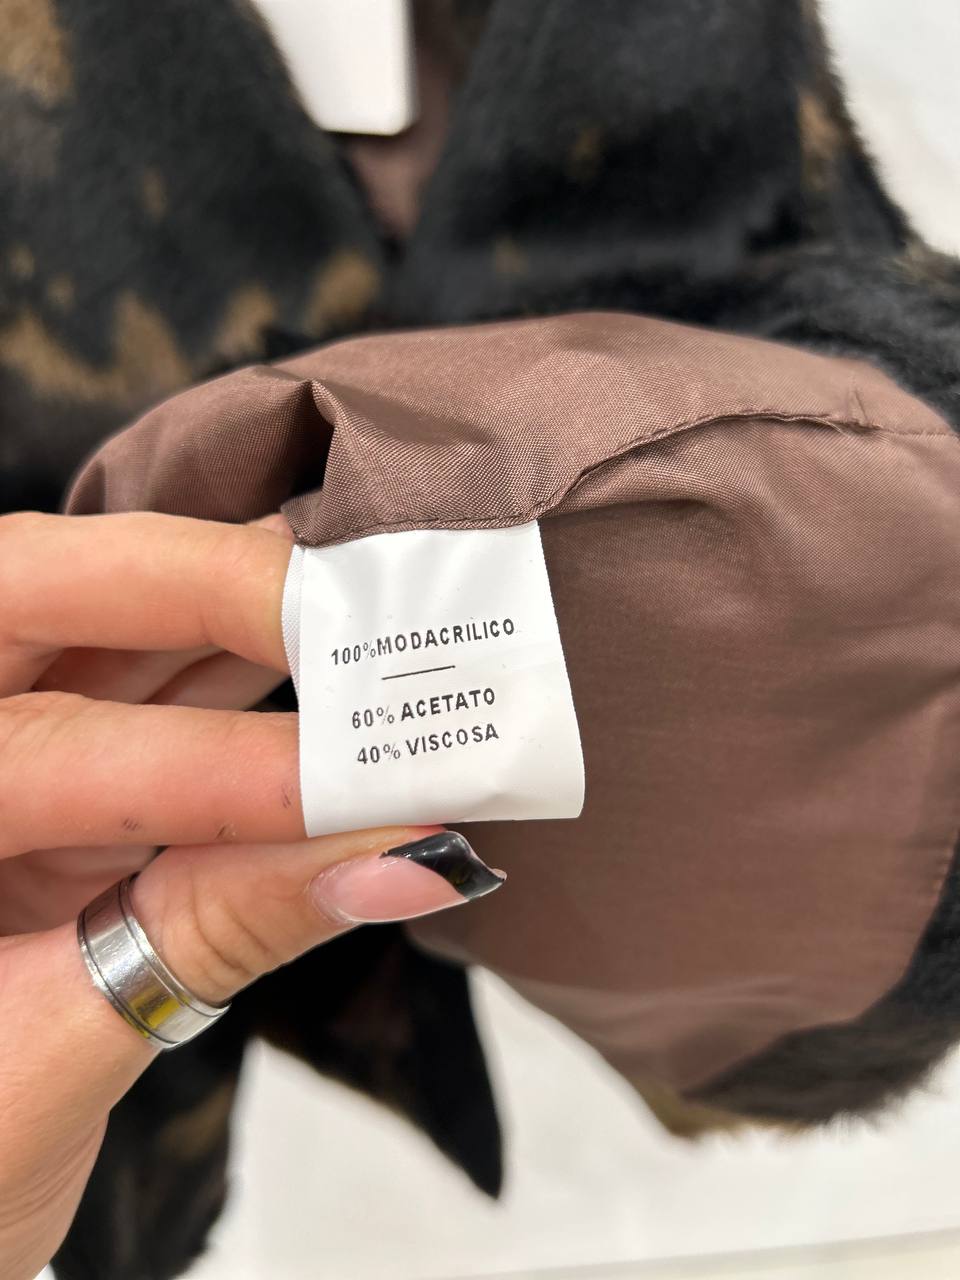 100%MODACRILICO
60% ACETATO
40% VISCOSA